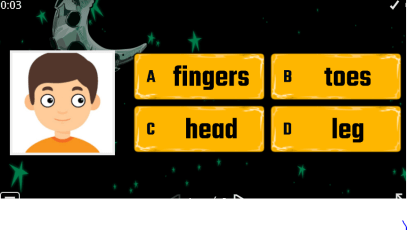 0:03
A fingers
B toes
C head
D leg